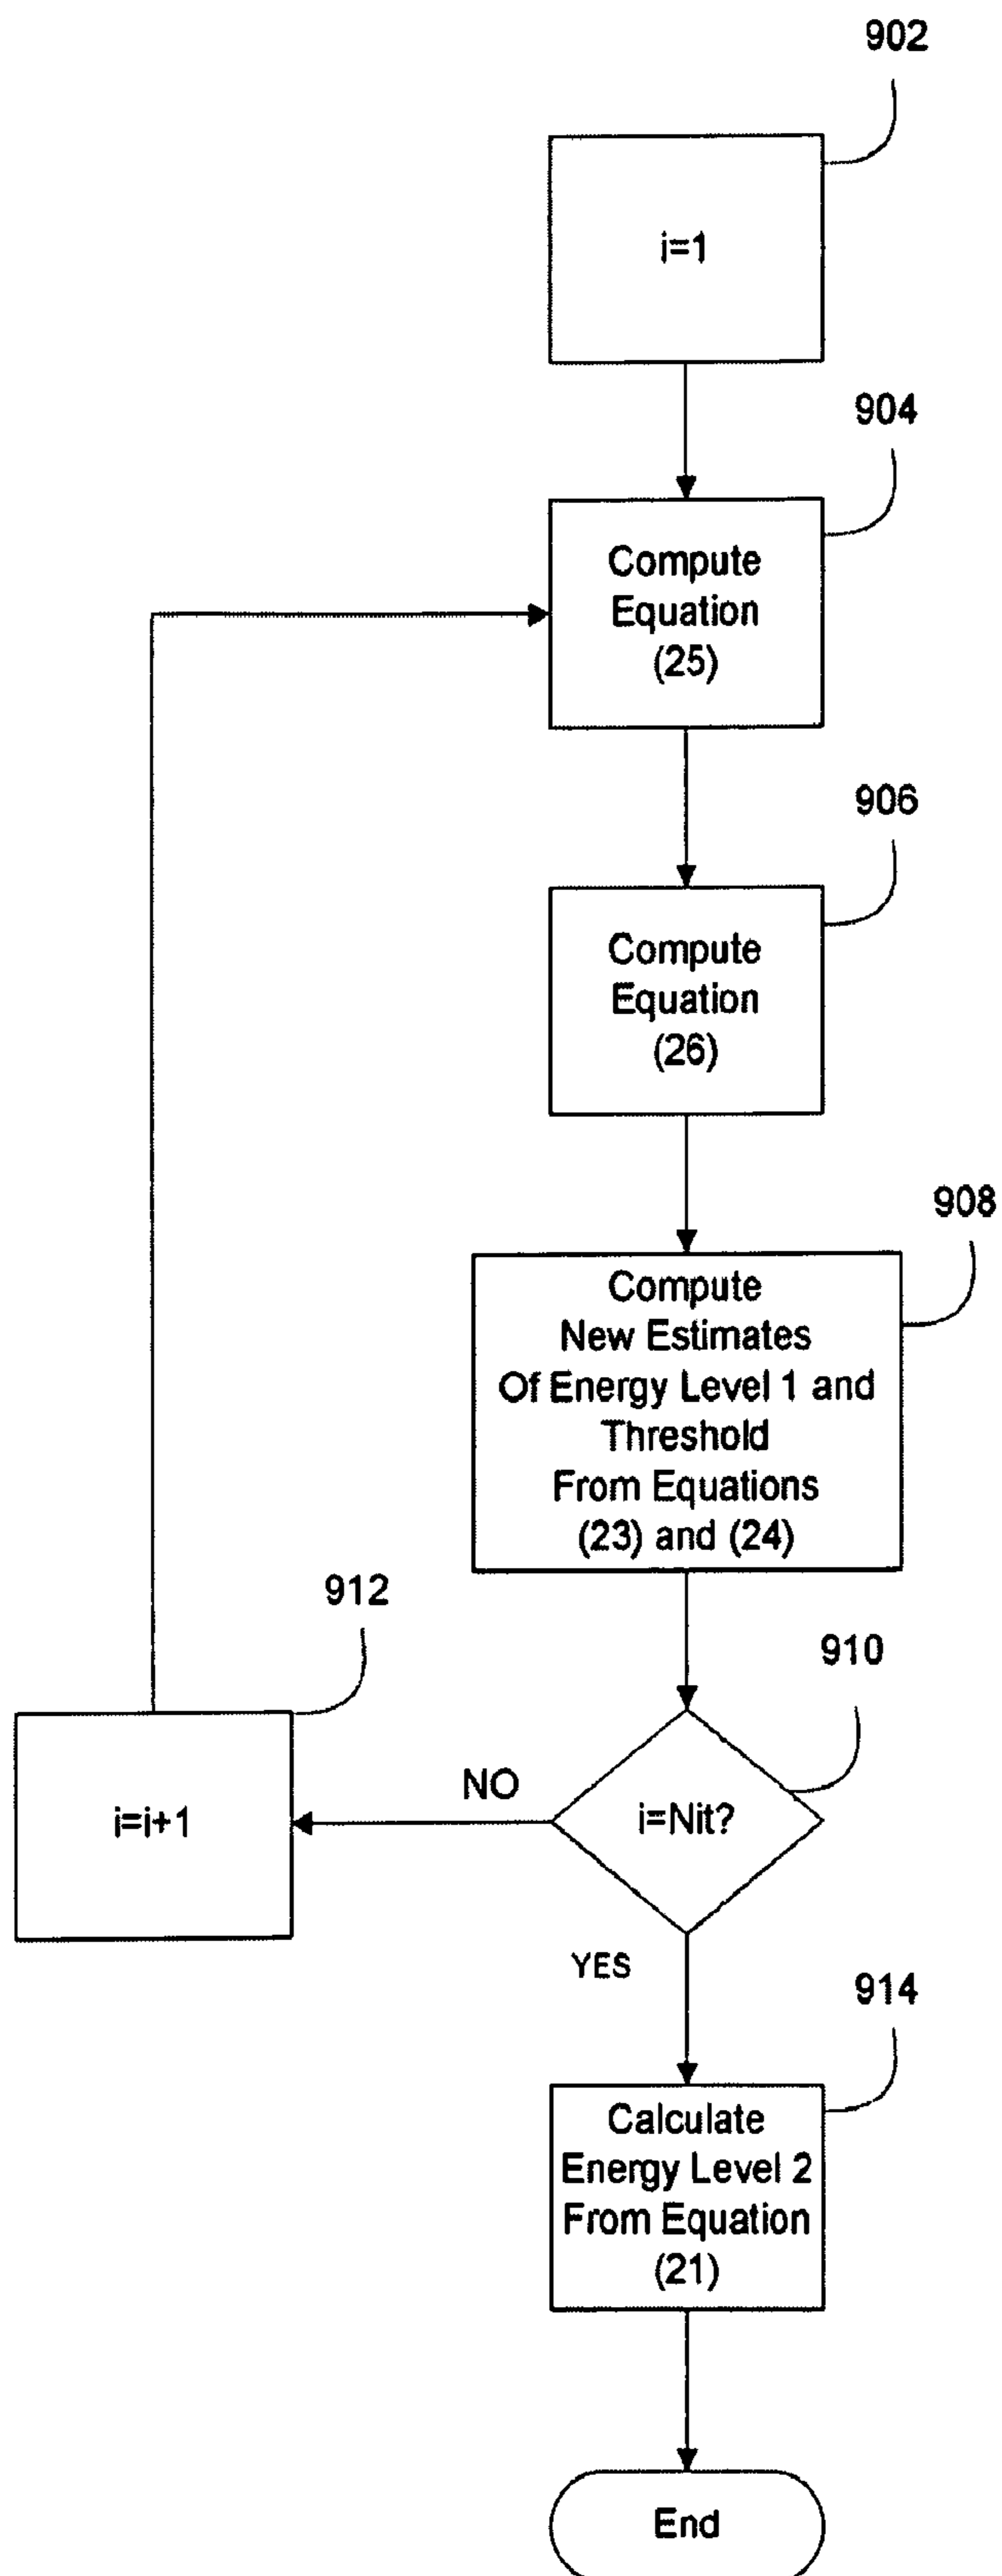 902
i=1
904
Compute
Equation
(25)
906
Compute
Equation
(26)
908
Compute
New Estimates
Of Energy Level 1 and
Threshold
From Equations
(23) and (24)
912
910
i=i+1
NO
i=Nit?
YES
914
Calculate
Energy Level 2
From Equation
(21)
End